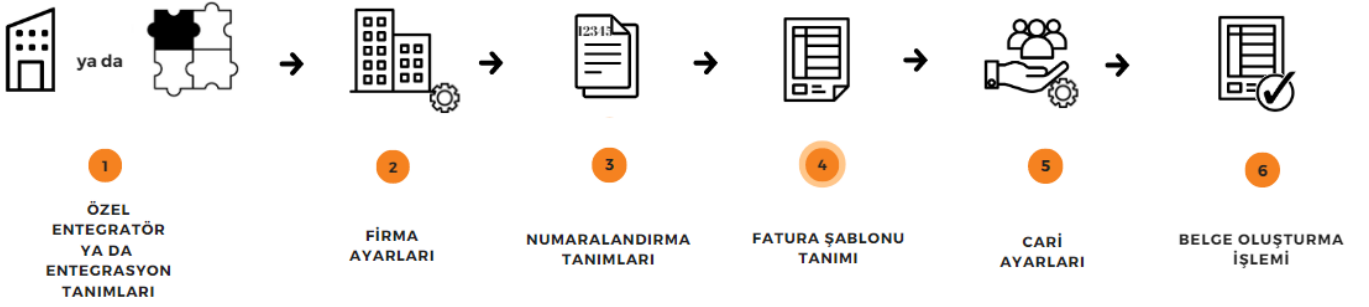 ya da
12345
1
2
3
4
5
6
ÖZEL
ENTEGRATÖR
YA DA
ENTEGRASYON
TANIMLARI
FİRMA
AYARLARI
NUMARALANDIRMA
TANIMLARI
FATURA ŞABLONU
TANIMI
CARİ
AYARLARI
BELGE OLUŞTURMA
İŞLEMİ